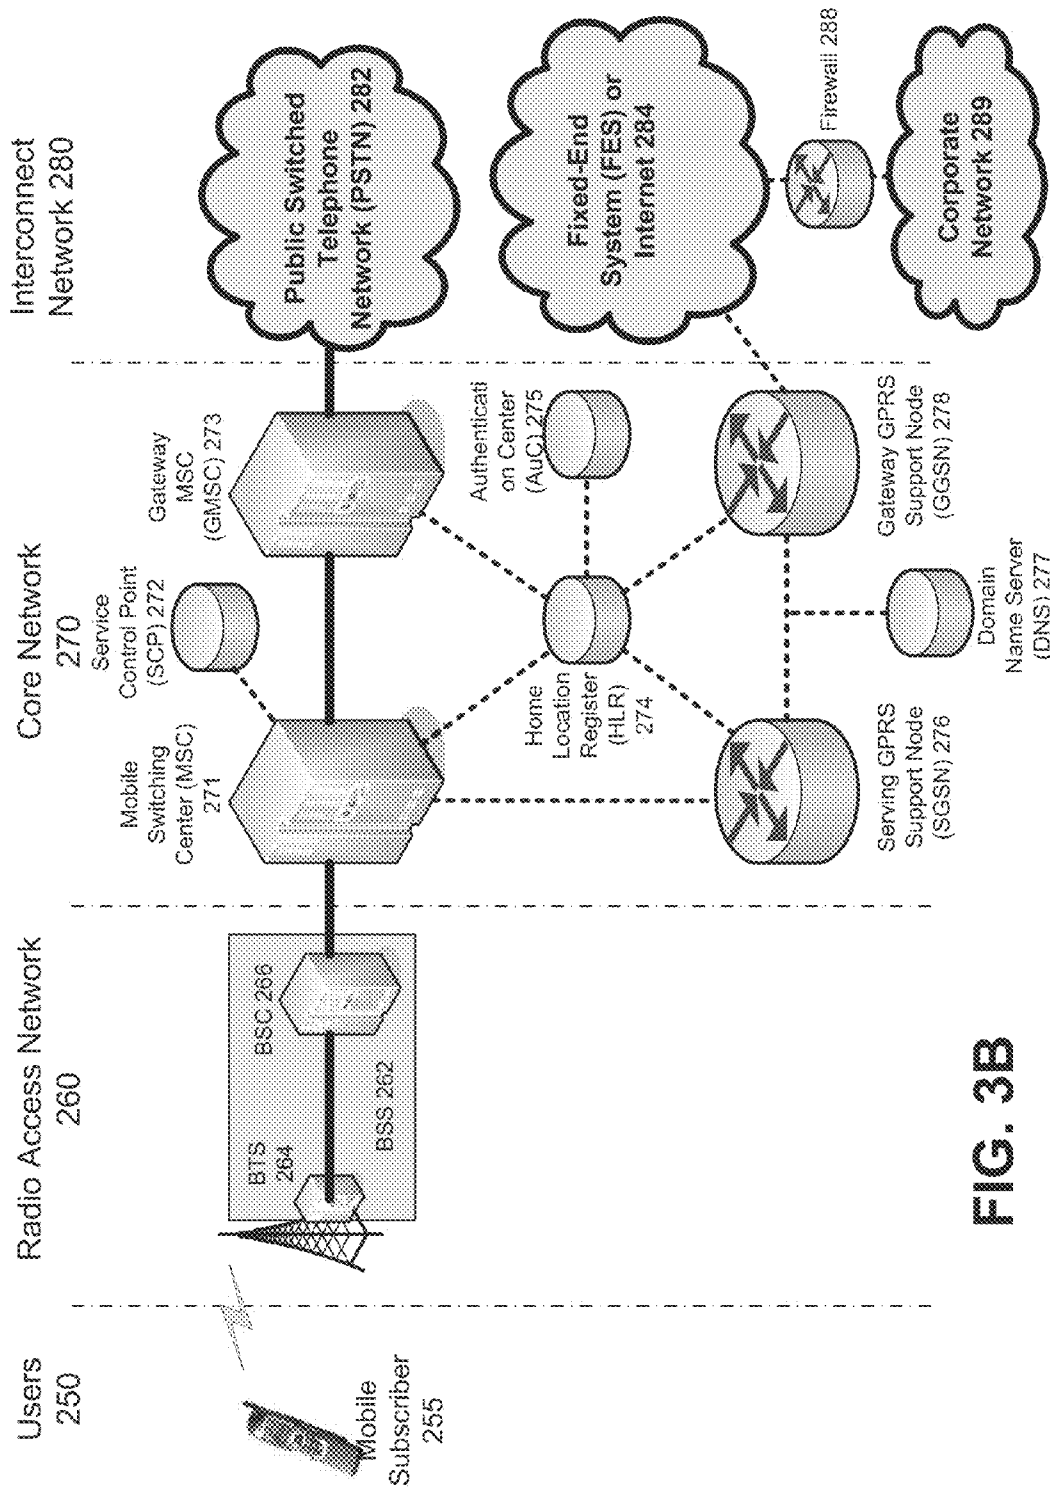 Users
250
Radio Access Network
260
Core Network
270
Interconnect
Network 280
Mobile
Subscriber
255
BTS
264
BSC 266
BSS 262
Mobile
Switching
Center (MSC)
271
Service
Control Point
(SCP) 272
Gateway
MSC
(GMSC) 273
Home
Location
Register
(HLR)
274
Authenticati
on Center
(AuC) 275
Serving GPRS
Support Node
(SGSN) 276
Domain
Name Server
(DNS) 277
Gateway GPRS
Support Node
(GGSN) 278
Public Switched
Telephone
Network (PSTN) 282
Fixed-End
System (FES) or
Internet 284
Firewall 288
Corporate
Network 289
FIG. 3B